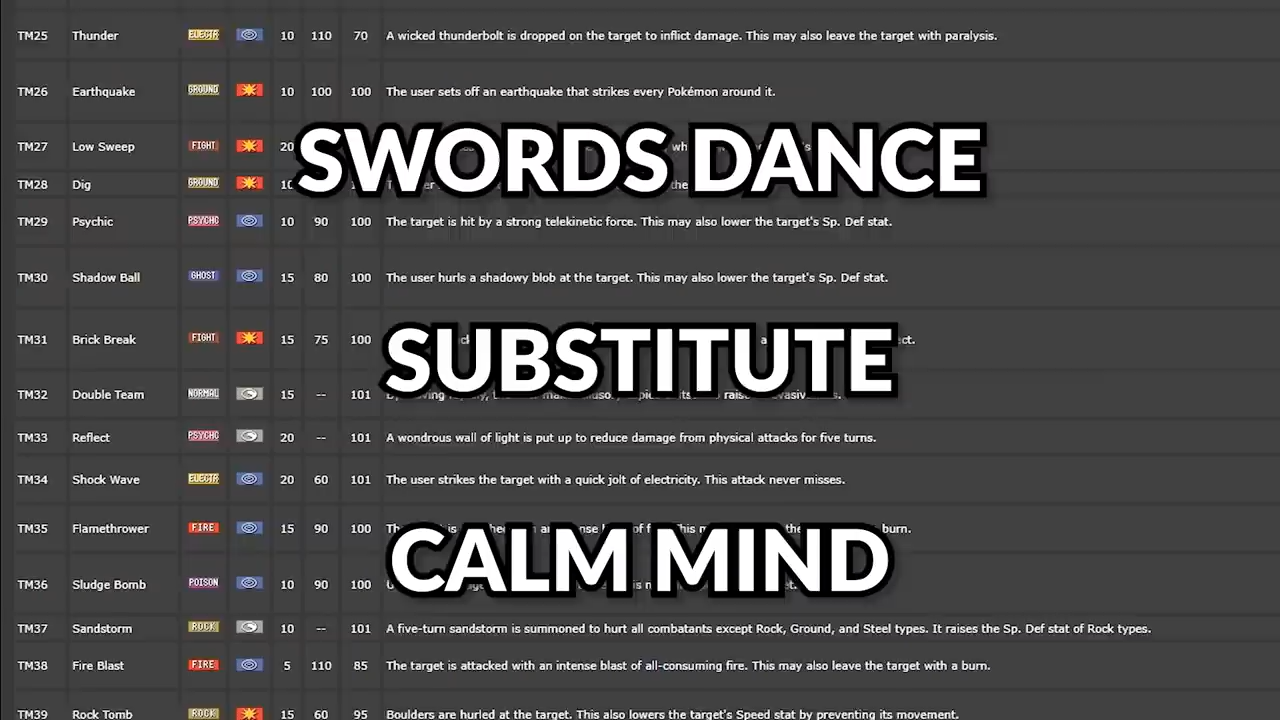 TM25 Thunder ELECTR 10 110 70 A wicked thunderbolt is dropped on the target to inflict damage. This may also leave the target with paralysis.
TM26 Earthquake GROUND 10 100 100 The user sets off an earthquake that strikes every Pokémon around it.
SWORDS DANCE
TM27 Low Sweep FIGHT 20
TM28 Dig GROUND
TM29 Psychic PSYCHC 10 90 100 The target is hit by a strong telekinetic force. This may also lower the target's Sp. Def stat.
TM30 Shadow Ball GHOST 15 80 100 The user hurls a shadowy blob at the target. This may also lower the target's Sp. Def stat.
TM31 Brick Break FIGHT 15 75 100
SUBSTITUTE
TM32 Double Team NORMAL 15 -- 101
TM33 Reflect PSYCHC 20 -- 101 A wondrous wall of light is put up to reduce damage from physical attacks for five turns.
TM34 Shock Wave ELECTR 20 60 101 The user strikes the target with a quick jolt of electricity. This attack never misses.
TM35 Flamethrower FIRE 15 90 100 burn.
CALM MIND
TM36 Sludge Bomb POISON 10 90 100
TM37 Sandstorm ROCK 10 -- 101 A five-turn sandstorm is summoned to hurt all combatants except Rock, Ground, and Steel types. It raises the Sp. Def stat of Rock types.
TM38 Fire Blast FIRE 5 110 85 The target is attacked with an intense blast of all-consuming fire. This may also leave the target with a burn.
TM39 Rock Tomb ROCK 15 60 95 Boulders are hurled at the target. This also lowers the target's Speed stat by preventing its movement.